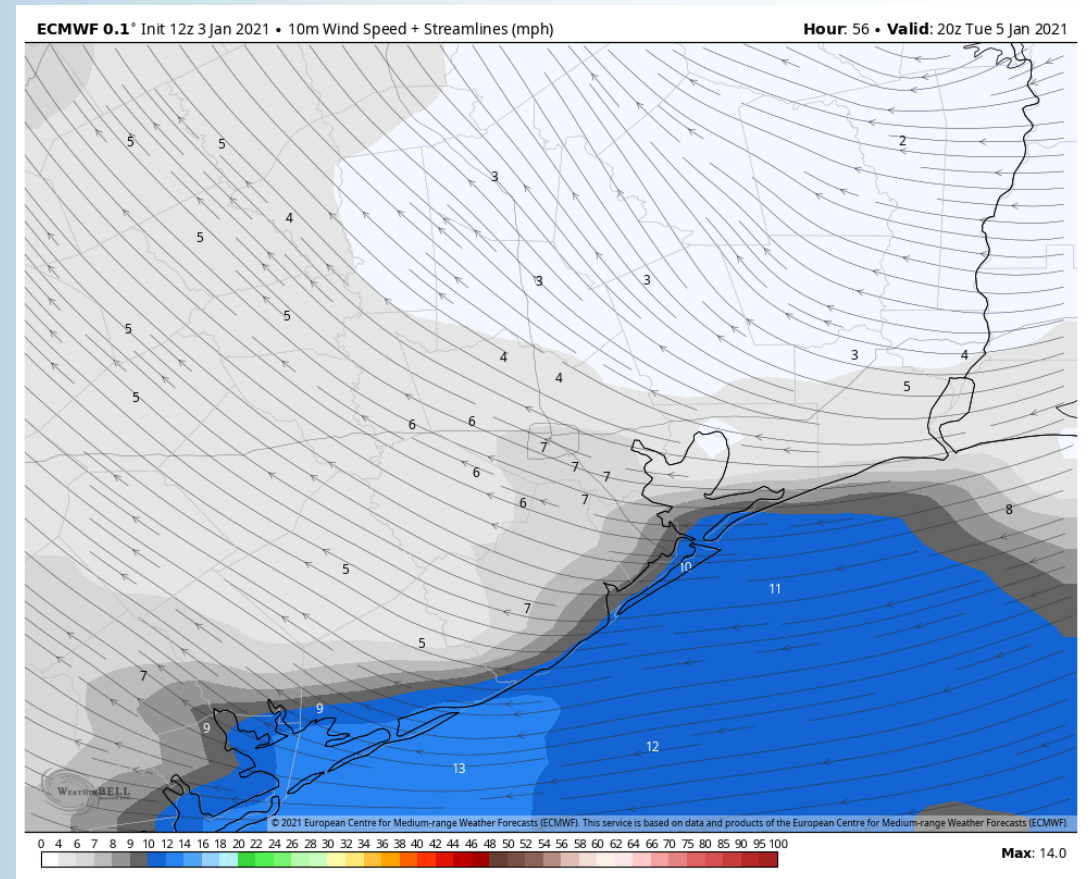 ECMWF 0.1° Init 12z 3 Jan 2021 • 10m Wind Speed + Streamlines (mph) Hour: 56 • Valid: 20z Tue 5 Jan 2021
5 5 2
3
4
5
3 3
5
5
4 3 4
4 5
5
6 6
7
7 7
6
6 7 8
5 10
11
7
5
7
9
9
12
13
WEATHERBELL
© 2021 European Centre for Medium-range Weather Forecasts (ECMWF). This service is based on data and products of the European Centre for Medium-range Weather Forecasts (ECMWF).
0 4 6 7 8 9 10 12 14 16 18 20 22 24 26 28 30 32 34 36 38 40 42 44 46 48 50 52 54 56 58 60 62 64 66 70 75 80 85 90 95 100
Max: 14.0